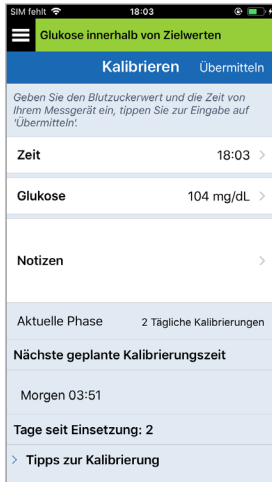 SIM fehlt 18:03
Glukose innerhalb von Zielwerten
Kalibrieren Übermitteln
Geben Sie den Blutzuckerwert und die Zeit von
Ihrem Messgerät ein, tippen Sie zur Eingabe auf
'Übermitteln'.
Zeit 18:03
Glukose 104 mg/dL
Notizen
Aktuelle Phase 2 Tägliche Kalibrierungen
Nächste geplante Kalibrierungszeit
Morgen 03:51
Tage seit Einsetzung: 2
Tipps zur Kalibrierung